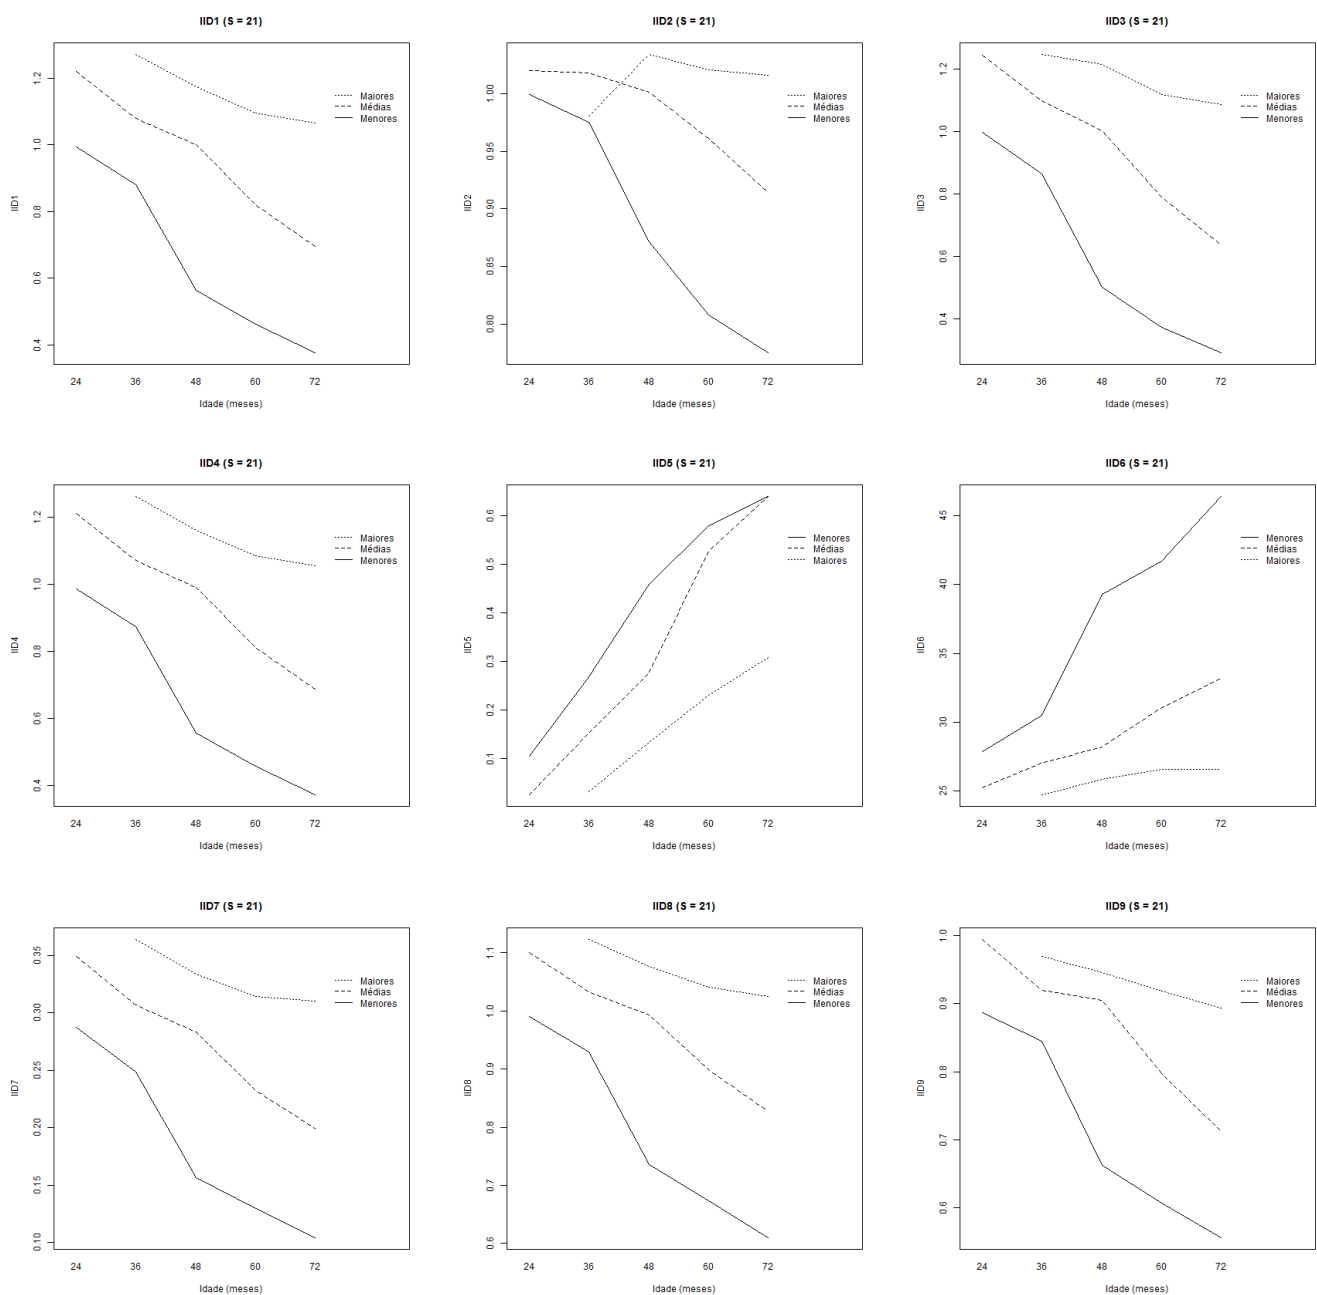 IID1 (S = 21)
IID1
1.2
1.0
0.8
0.6
0.4
Maiores
Médias
Menores
24 36 48 60 72
Idade (meses)
IID2 (S = 21)
IID2
1.00
0.95
0.90
0.85
0.80
Maiores
Médias
Menores
24 36 48 60 72
Idade (meses)
IID3 (S = 21)
IID3
1.2
1.0
0.8
0.6
0.4
Maiores
Médias
Menores
24 36 48 60 72
Idade (meses)
IID4 (S = 21)
IID4
1.2
1.0
0.8
0.6
0.4
Maiores
Médias
Menores
24 36 48 60 72
Idade (meses)
IID5 (S = 21)
IID5
0.6
0.5
0.4
0.3
0.2
0.1
Menores
Médias
Maiores
24 36 48 60 72
Idade (meses)
IID6 (S = 21)
IID6
45
40
35
30
25
Menores
Médias
Maiores
24 36 48 60 72
Idade (meses)
IID7 (S = 21)
IID7
0.35
0.30
0.25
0.20
0.15
0.10
Maiores
Médias
Menores
24 36 48 60 72
Idade (meses)
IID8 (S = 21)
IID8
1.1
1.0
0.9
0.8
0.7
0.6
Maiores
Médias
Menores
24 36 48 60 72
Idade (meses)
IID9 (S = 21)
IID9
1.0
0.9
0.8
0.7
0.6
Maiores
Médias
Menores
24 36 48 60 72
Idade (meses)